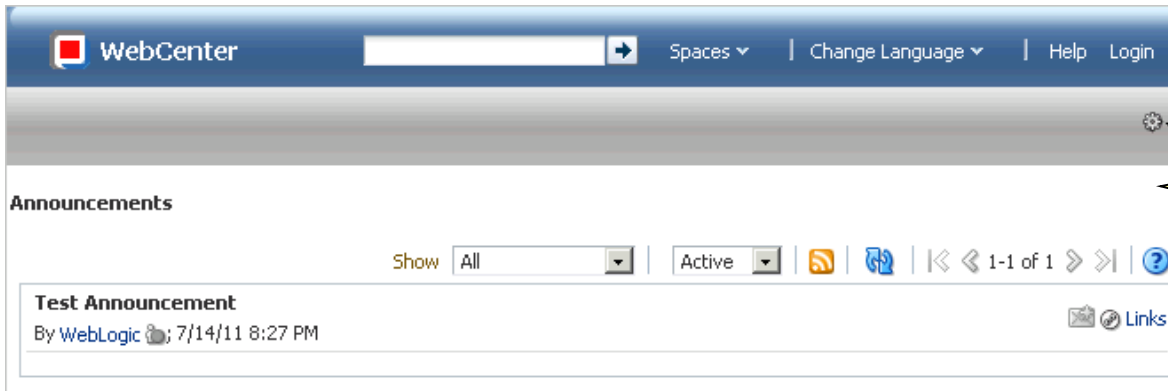 WebCenter Spaces | Change Language | Help Login
Announcements
Show All Active 1-1 of 1
Test Announcement
By WebLogic ; 7/14/11 8:27 PM Links